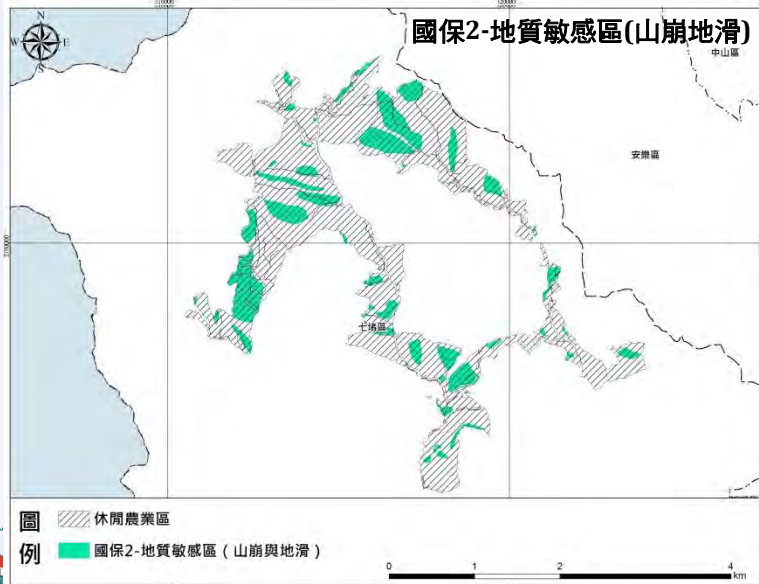 國保2-地質敏感區(山崩地滑)
N
W
E
S
中山區
安樂區
七堵區
圖例
休閒農業區
國保2-地質敏感區（山崩與地滑）
0
1
2
4
km